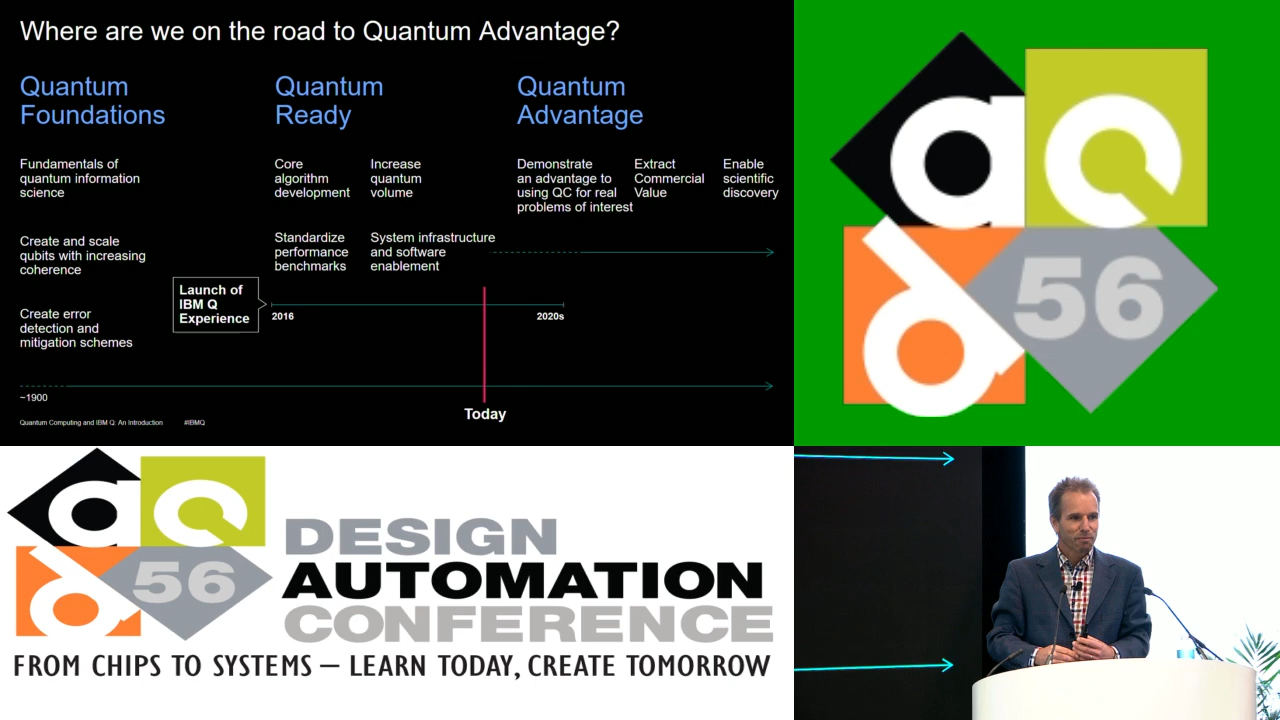 Where are we on the road to Quantum Advantage?
Quantum
Foundations
Fundamentals of
quantum information
science
Create and scale
qubits with increasing
coherence
Create error
detection and
mitigation schemes
Launch of
IBM Q
Experience
Quantum
Ready
Core
algorithm
development
Increase
quantum
volume
Standardize
performance
benchmarks
System infrastructure
and software
enablement
2016
2020s
Quantum
Advantage
Demonstrate
an advantage to
using QC for real
problems of interest
Extract
Commercial
Value
Enable
scientific
discovery
~1900
Today
Quantum Computing and IBM Q: An Introduction #IBMQ
dac
56
dac
56
DESIGN
AUTOMATION
CONFERENCE
FROM CHIPS TO SYSTEMS – LEARN TODAY, CREATE TOMORROW